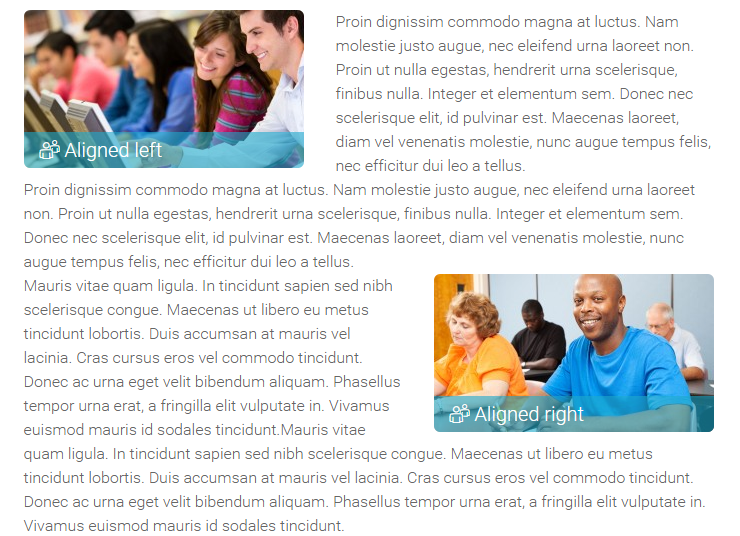 Aligned left
Proin dignissim commodo magna at luctus. Nam
molestie justo augue, nec eleifend urna laoreet non.
Proin ut nulla egestas, hendrerit urna scelerisque,
finibus nulla. Integer et elementum sem. Donec nec
scelerisque elit, id pulvinar est. Maecenas laoreet,
diam vel venenatis molestie, nunc augue tempus felis,
nec efficitur dui leo a tellus.
Proin dignissim commodo magna at luctus. Nam molestie justo augue, nec eleifend urna laoreet
non. Proin ut nulla egestas, hendrerit urna scelerisque, finibus nulla. Integer et elementum sem.
Donec nec scelerisque elit, id pulvinar est. Maecenas laoreet, diam vel venenatis molestie, nunc
augue tempus felis, nec efficitur dui leo a tellus.
Mauris vitae quam ligula. In tincidunt sapien sed nibh
scelerisque congue. Maecenas ut libero eu metus
tincidunt lobortis. Duis accumsan at mauris vel
lacinia. Cras cursus eros vel commodo tincidunt.
Donec ac urna eget velit bibendum aliquam. Phasellus
tempor urna erat, a fringilla elit vulputate in. Vivamus
euismod mauris id sodales tincidunt.Mauris vitae
Aligned right
quam ligula. In tincidunt sapien sed nibh scelerisque congue. Maecenas ut libero eu metus
tincidunt lobortis. Duis accumsan at mauris vel lacinia. Cras cursus eros vel commodo tincidunt.
Donec ac urna eget velit bibendum aliquam. Phasellus tempor urna erat, a fringilla elit vulputate in.
Vivamus euismod mauris id sodales tincidunt.